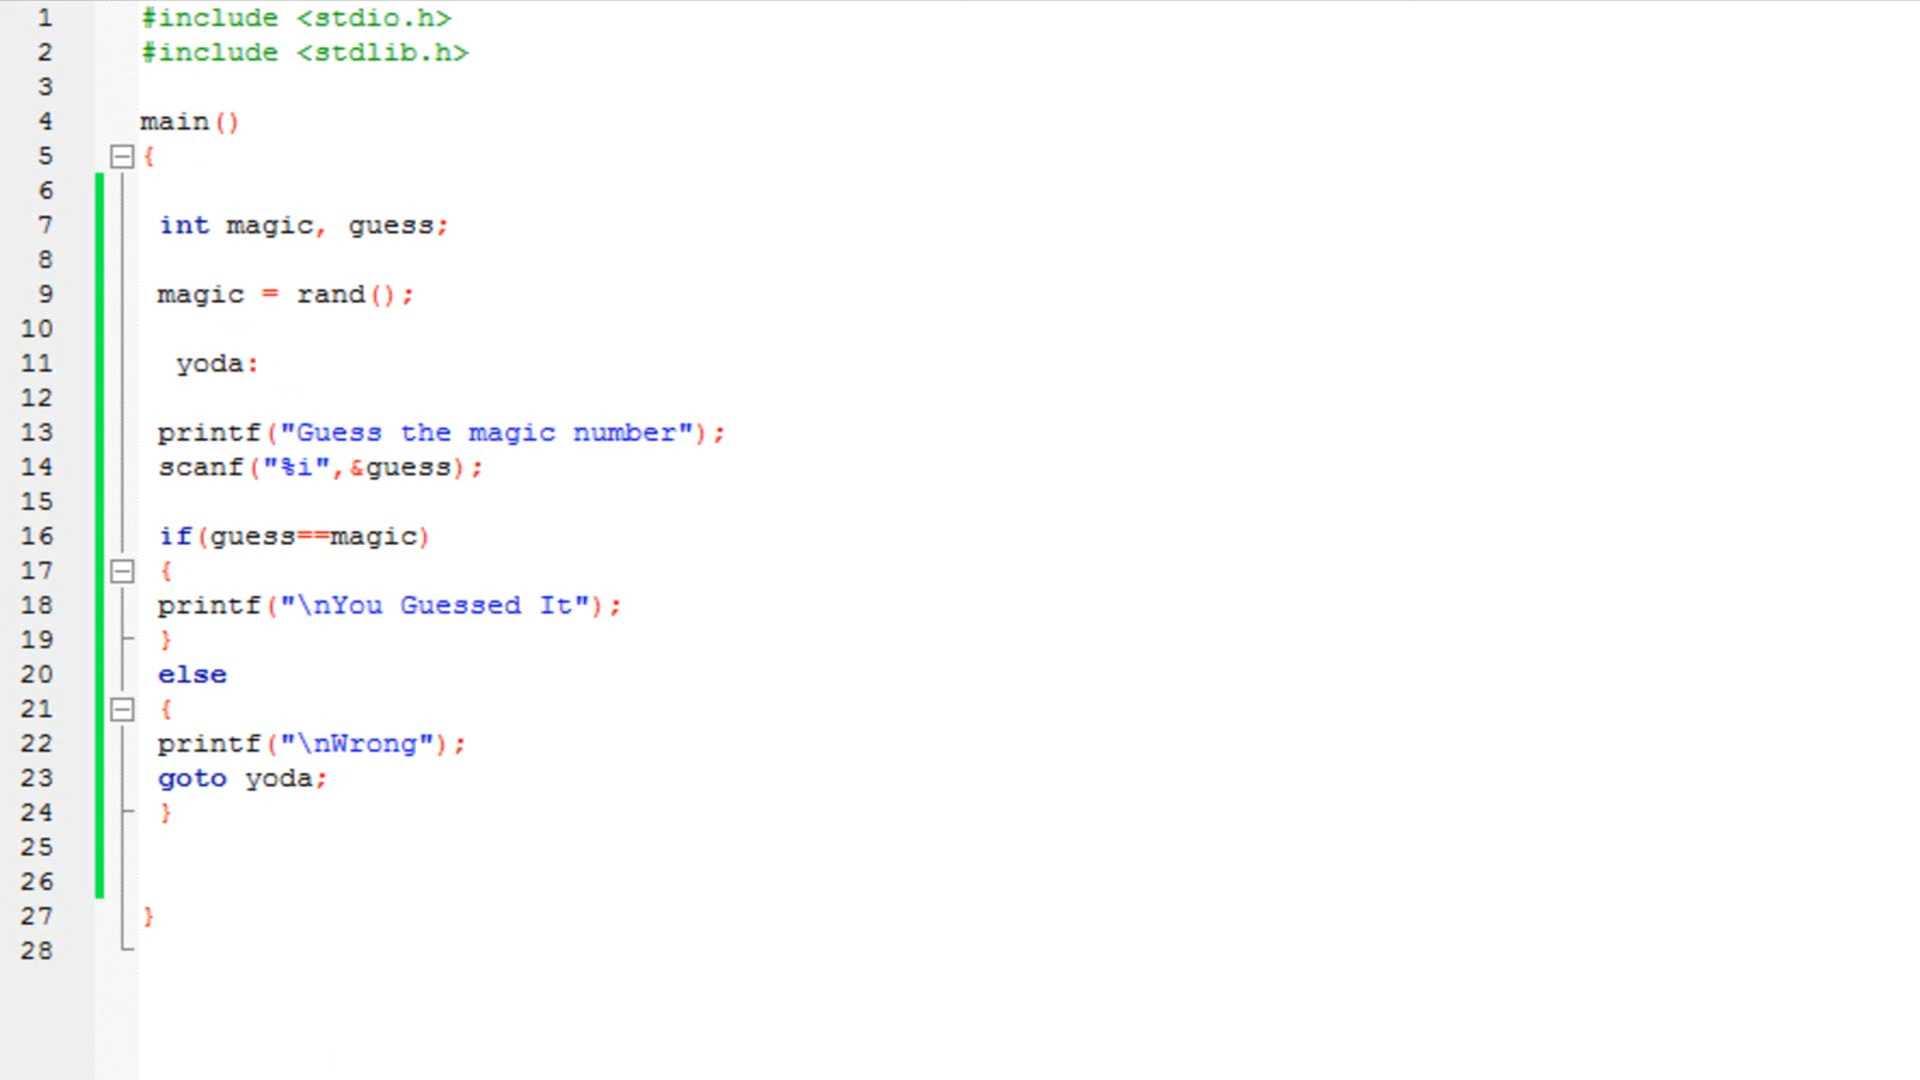 1 #include <stdio.h>
2 #include <stdlib.h>
3
4 main()
5 {
6
7 int magic, guess;
8
9 magic = rand();
10
11 yoda:
12
13 printf("Guess the magic number");
14 scanf("%i",&guess);
15
16 if(guess==magic)
17 {
18 printf("\nYou Guessed It");
19 }
20 else
21 {
22 printf("\nWrong");
23 goto yoda;
24 }
25
26
27 }
28